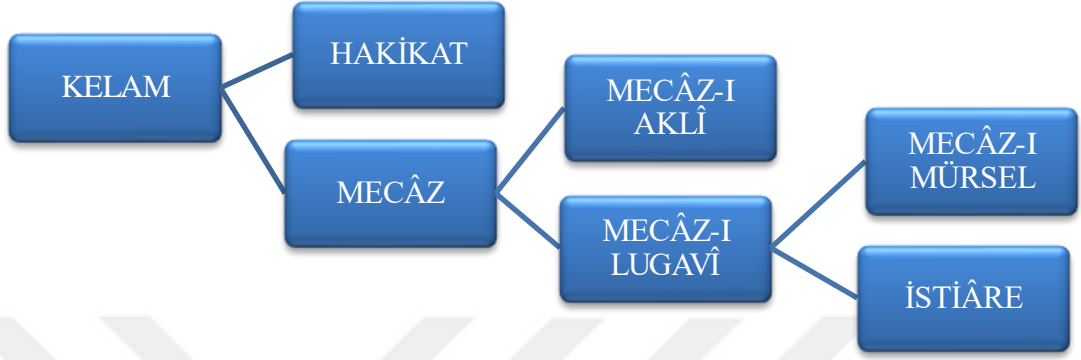 KELAM
HAKİKAT
MECÂZ
MECÂZ-I
AKLÎ
MECÂZ-I
LUGAVÎ
MECÂZ-I
MÜRSEL
İSTİÂRE